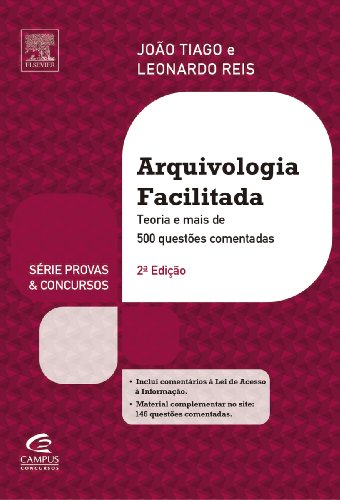 ELSEVIER
JOÃO TIAGO e
LEONARDO REIS
Arquivologia
Facilitada
Teoria e mais de
500 questões comentadas
2ª Edição
SÉRIE PROVAS
& CONCURSOS
• Inclui comentários à Lei de Acesso
à Informação.
• Material complementar no site:
146 questões comentadas.
CAMPUS
CONCURSOS